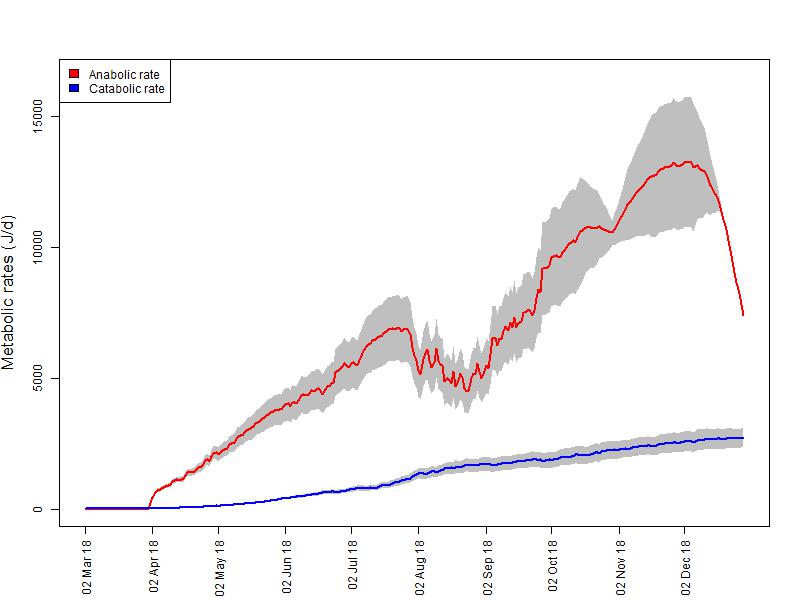 Anabolic rate
Catabolic rate
Metabolic rates (J/d)
15000
10000
5000
0
02 Mar 18
02 Apr 18
02 May 18
02 Jun 18
02 Jul 18
02 Aug 18
02 Sep 18
02 Oct 18
02 Nov 18
02 Dec 18